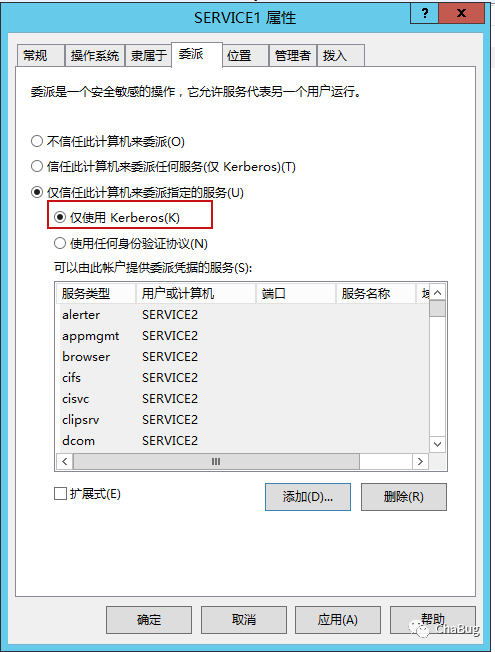 SERVICE1 属性
? x
常规 操作系统 隶属于 委派 位置 管理者 拨入
委派是一个安全敏感的操作，它允许服务代表另一个用户运行。
不信任此计算机来委派(O)
信任此计算机来委派任何服务(仅 Kerberos)(T)
仅信任此计算机来委派指定的服务(U)
仅使用 Kerberos(K)
使用任何身份验证协议(N)
可以由此帐户提供委派凭据的服务(S):
服务类型 用户或计算机 端口 服务名称 域
alerter SERVICE2
appmgmt SERVICE2
browser SERVICE2
cifs SERVICE2
cisvc SERVICE2
clipsrv SERVICE2
dcom SERVICE2
扩展式(E) 添加(D)... 删除(R)
确定 取消 应用(A) 帮助
ChaBug